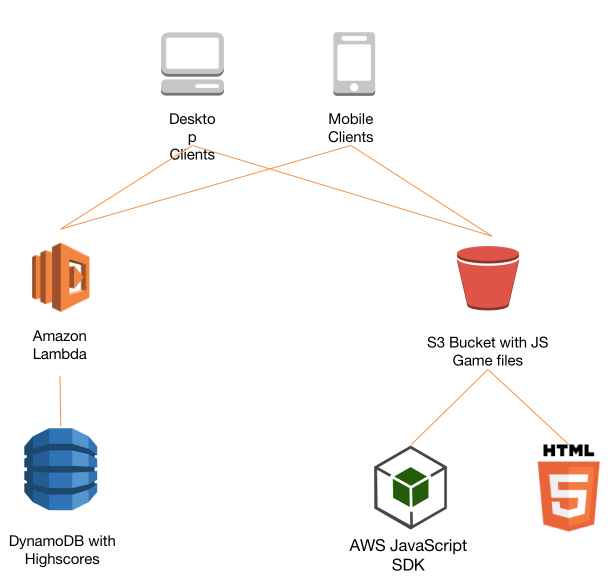 Deskto
p
Clients
Mobile
Clients
Amazon
Lambda
S3 Bucket with JS
Game files
HTML
5
DynamoDB with
Highscores
AWS JavaScript
SDK